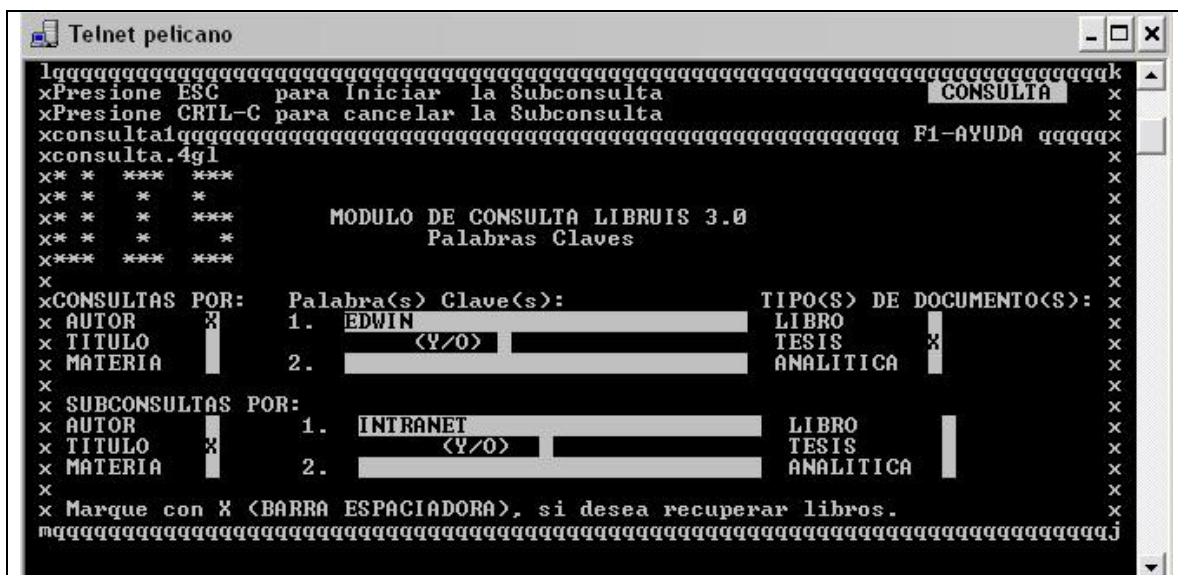 Telnet pelicano
lqqqqqqqqqqqqqqqqqqqqqqqqqqqqqqqqqqqqqqqqqqqqqqqqqqqqqqqqqqqqqqqqqqqqqqqqqk
xPresione ESC    para Iniciar  la Subconsulta                   CONSULTA   x
xPresione CRTL-C para cancelar la Subconsulta                              x
xconsulta1qqqqqqqqqqqqqqqqqqqqqqqqqqqqqqqqqqqqqqqqqqqqqqqqqq F1-AYUDA qqqqqx
xconsulta.4gl                                                              x
x* *  ***  ***                                                             x
x* *   *   *                                                               x
x* *   *   ***         MODULO DE CONSULTA LIBRUIS 3.0                      x
x* *   *     *                Palabras Claves                              x
x***  ***  ***                                                             x
x                                                                          x
xCONSULTAS POR:   Palabra(s) Clave(s):              TIPO(S) DE DOCUMENTO(S): x
x AUTOR     X     1.  EDWIN                         LIBRO                  x
x TITULO                   (Y/O)                    TESIS      X           x
x MATERIA         2.                                ANALITICA              x
x                                                                          x
x SUBCONSULTAS POR:                                                        x
x AUTOR            1.  INTRANET                      LIBRO                 x
x TITULO    X                (Y/O)                   TESIS                 x
x MATERIA          2.                                ANALITICA             x
x                                                                          x
x Marque con X (BARRA ESPACIADORA), si desea recuperar libros.             x
mqqqqqqqqqqqqqqqqqqqqqqqqqqqqqqqqqqqqqqqqqqqqqqqqqqqqqqqqqqqqqqqqqqqqqqqqqj